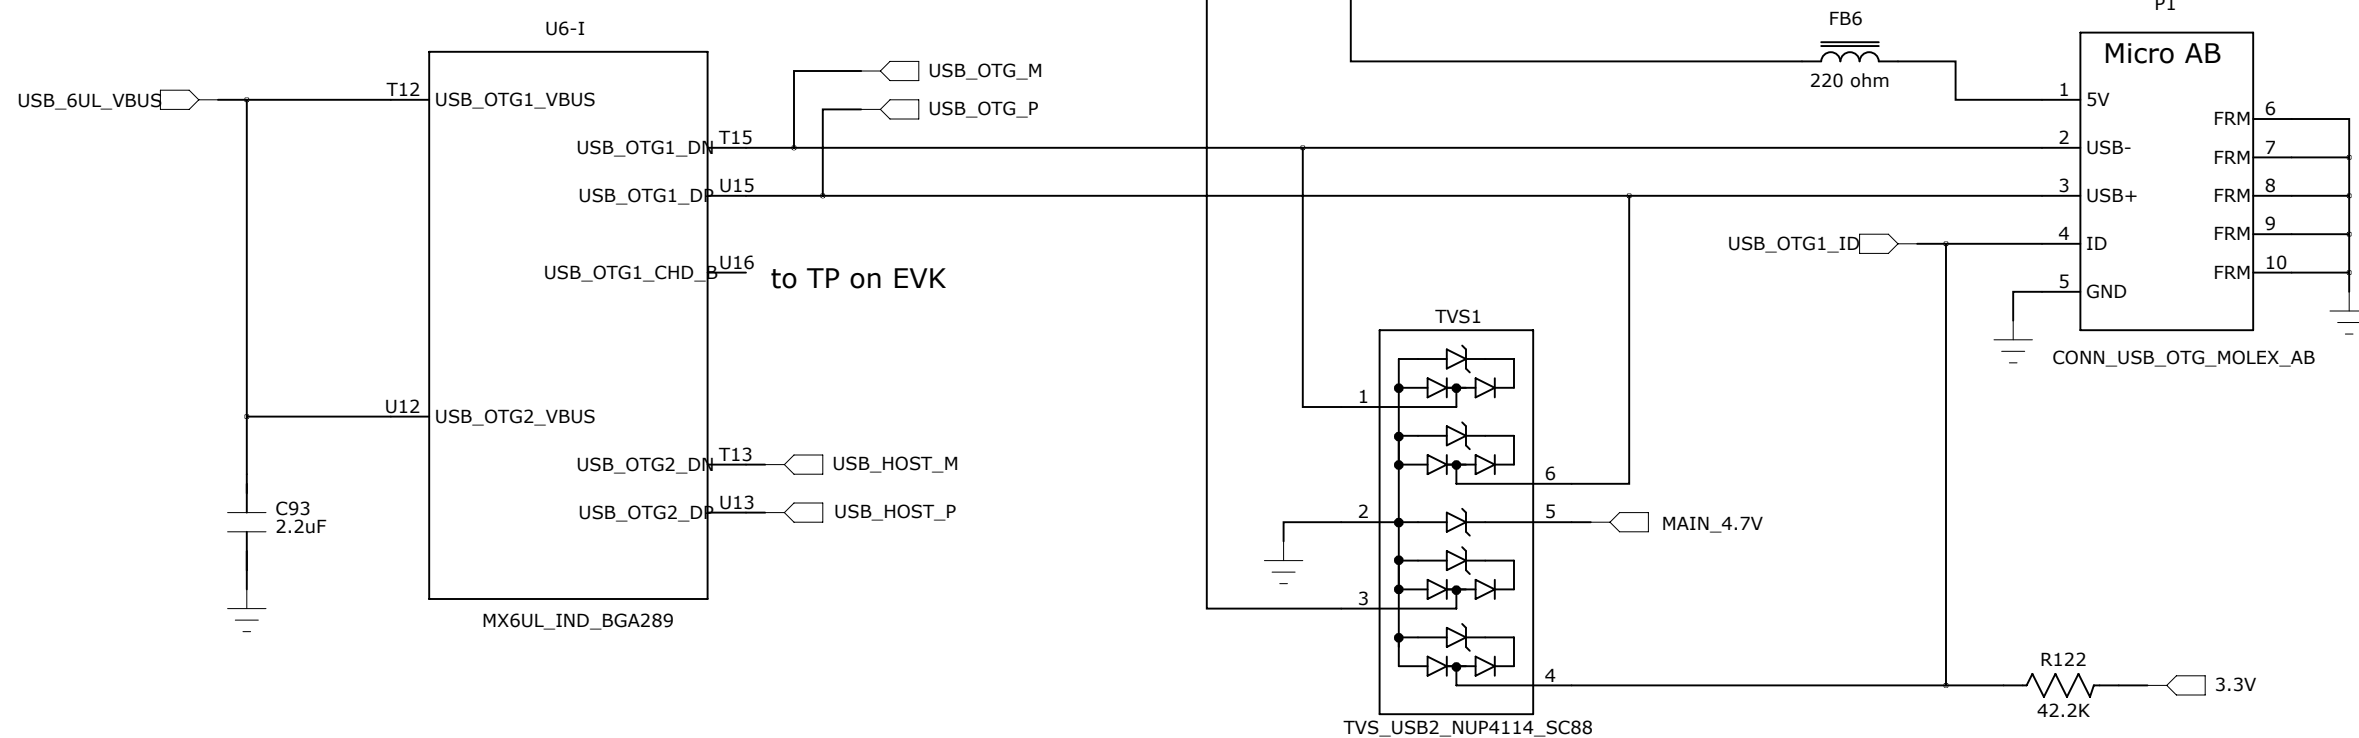 P1
FB6
220 ohm
U6-I
Micro AB
USB_6UL_VBUS
T12
USB_OTG1_VBUS
USB_OTG_M
USB_OTG_P
1
5V
FRM
6
USB_OTG1_DN
T15
2
USB-
FRM
7
USB_OTG1_DP
U15
3
USB+
FRM
8
USB_OTG1_ID
4
ID
FRM
9
USB_OTG1_CHD_B
U16
to TP on EVK
FRM
10
5
GND
CONN_USB_OTG_MOLEX_AB
TVS1
1
U12
USB_OTG2_VBUS
USB_OTG2_DN
T13
USB_HOST_M
6
USB_OTG2_DP
U13
USB_HOST_P
2
5
MAIN_4.7V
C93
2.2uF
3
MX6UL_IND_BGA289
4
R122
42.2K
3.3V
TVS_USB2_NUP4114_SC88